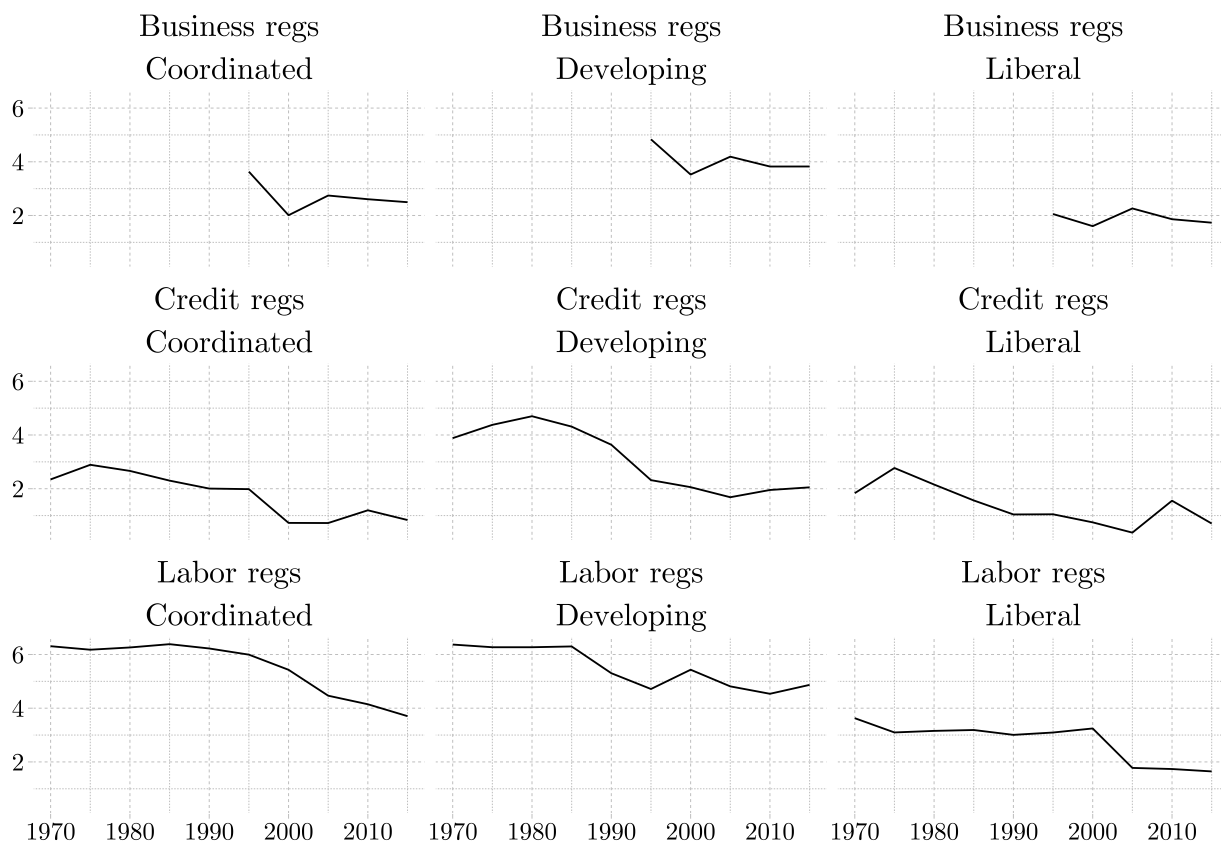 Business regs Business regs Business regs
Coordinated Developing Liberal
6
4
2
Credit regs Credit regs Credit regs
Coordinated Developing Liberal
6
4
2
Labor regs Labor regs Labor regs
Coordinated Developing Liberal
6
4
2
1970 1980 1990 2000 2010 1970 1980 1990 2000 2010 1970 1980 1990 2000 2010